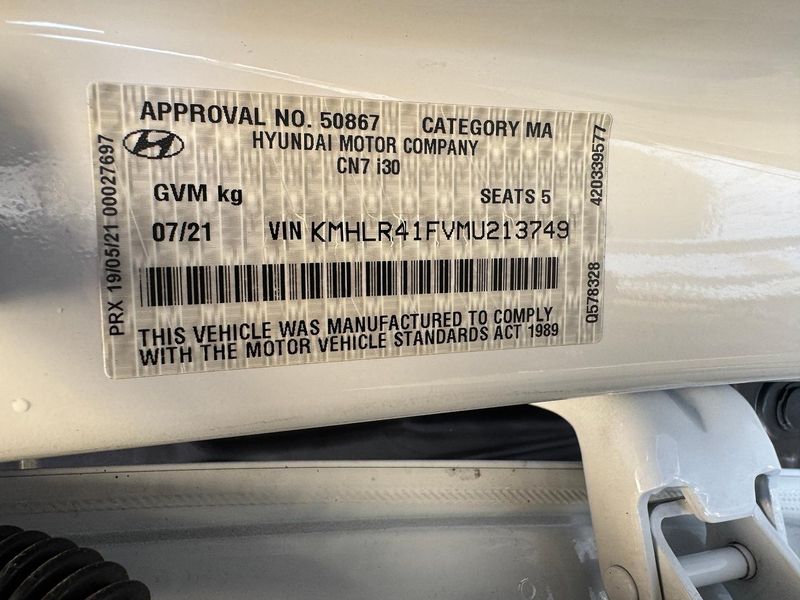 APPROVAL NO. 50867 CATEGORY MA
HYUNDAI MOTOR COMPANY
CN7 i30
GVM kg SEATS 5
07/21 VIN KMHLR41FVMU213749
THIS VEHICLE WAS MANUFACTURED TO COMPLY
WITH THE MOTOR VEHICLE STANDARDS ACT 1989
PRX 19/05/21 00027697
420339577
0578328